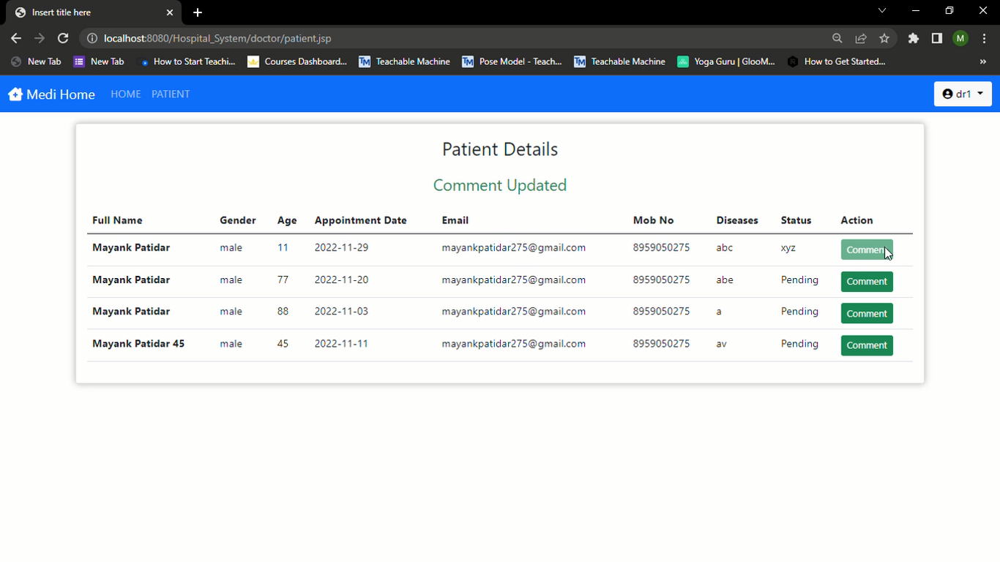 Insert title here
localhost:8080/Hospital_System/doctor/patient.jsp
M
New Tab New Tab How to Start Teachi... Courses Dashboard... Teachable Machine Pose Model - Teach... Teachable Machine Yoga Guru | GlooM... How to Get Started... »
Medi Home HOME PATIENT dr1
Patient Details
Comment Updated
Full Name Gender Age Appointment Date Email Mob No Diseases Status Action
Mayank Patidar male 11 2022-11-29 mayankpatidar275@gmail.com 8959050275 abc xyz Comment
Mayank Patidar male 77 2022-11-20 mayankpatidar275@gmail.com 8959050275 abe Pending Comment
Mayank Patidar male 88 2022-11-03 mayankpatidar275@gmail.com 8959050275 a Pending Comment
Mayank Patidar 45 male 45 2022-11-11 mayankpatidar275@gmail.com 8959050275 av Pending Comment